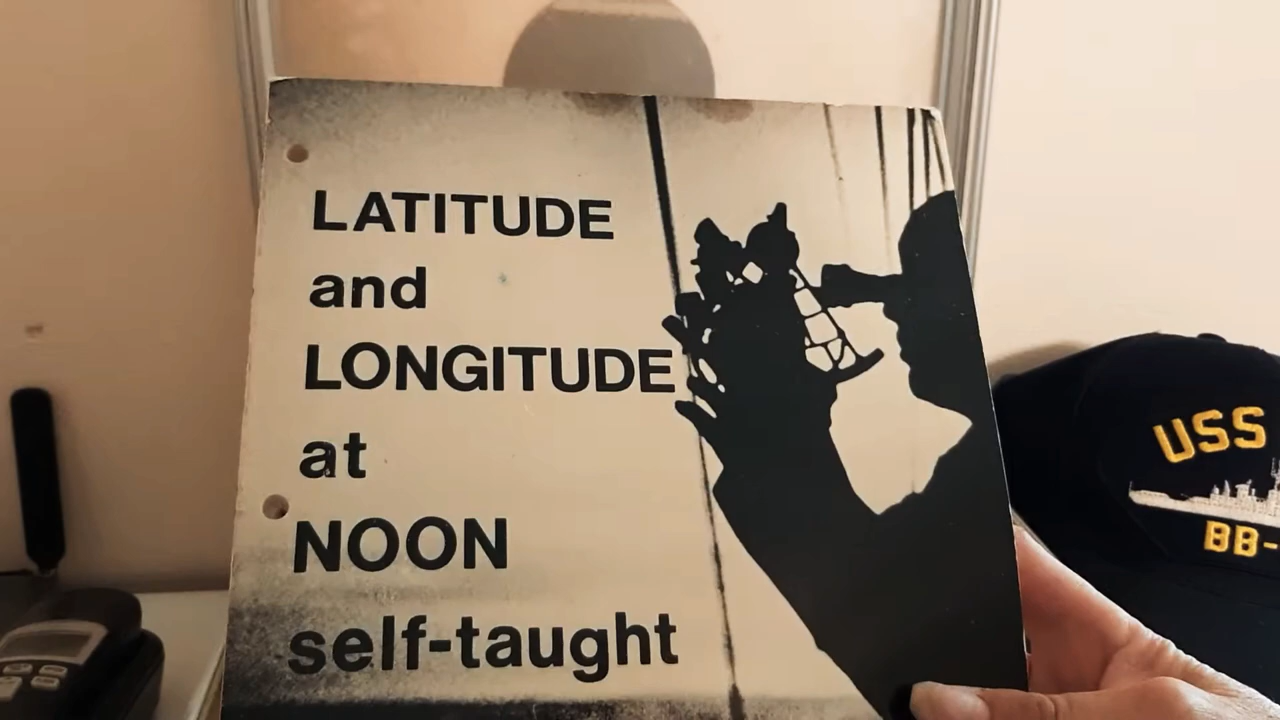 LATITUDE
and
LONGITUDE
at
NOON
self-taught
USS
BB-